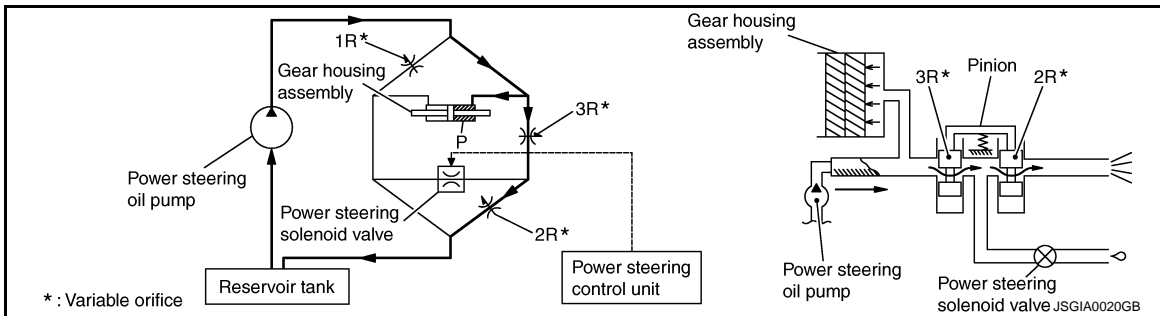 1R*
Gear housing
assembly
P
3R*
Power steering
oil pump
Power steering
solenoid valve
2R*
Reservoir tank
Power steering
control unit
* : Variable orifice
Gear housing
assembly
Pinion
3R*
2R*
Power steering
oil pump
Power steering
solenoid valve
JSGIA0020GB